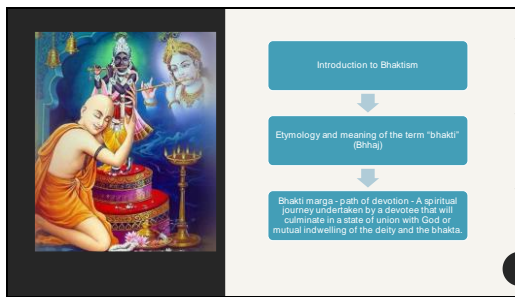 Introduction to Bhaktism
Etymology and meaning of the term “bhakti”
(Bhhaj)
Bhakti marga - path of devotion - A spiritual
journey undertaken by a devotee that will
culminate in a state of union with God or
mutual indwelling of the deity and the bhakta.